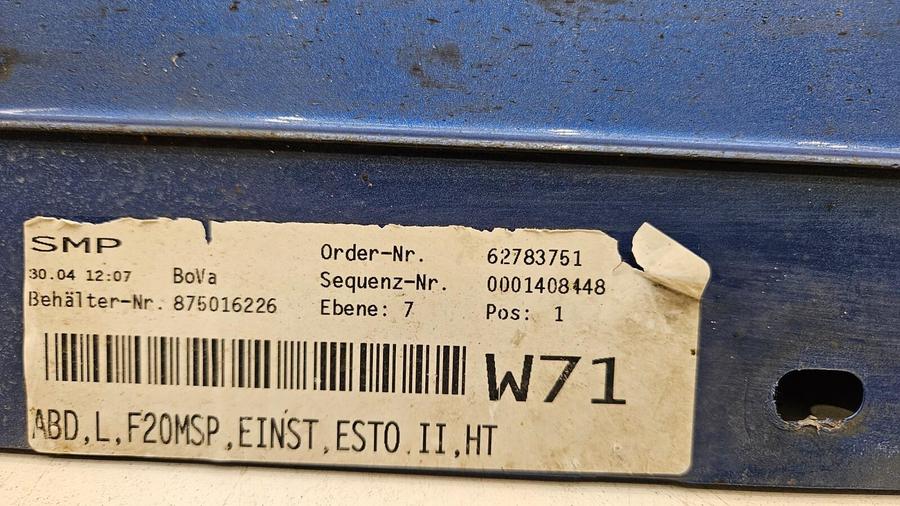 SMP
Order-Nr. 62783751
30.04 12:07 BoVa Sequenz-Nr. 0001408448
Behälter-Nr. 875016226 Ebene: 7 Pos: 1
W71
ABD,L,F20MSP,EINST,ESTO.II,HT